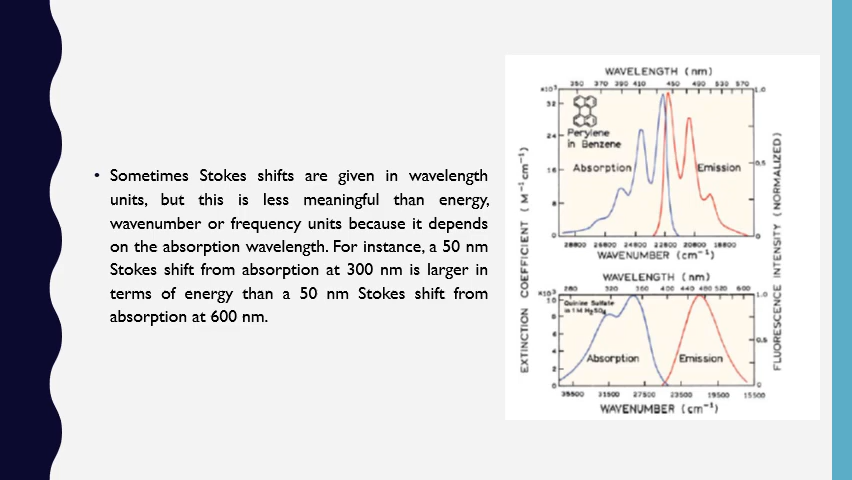 • Sometimes Stokes shifts are given in wavelength
units, but this is less meaningful than energy,
wavenumber or frequency units because it depends
on the absorption wavelength. For instance, a 50 nm
Stokes shift from absorption at 300 nm is larger in
terms of energy than a 50 nm Stokes shift from
absorption at 600 nm.
WAVELENGTH (nm)
350 370 390 410 450 490 530 570
x10³
32
24
16
8
0
1.0
0.5
0
Perylene
in Benzene
Absorption
Emission
28800 26800 24800 22800 20800 18800
WAVENUMBER (cm⁻¹)
EXTINCTION COEFFICIENT (M⁻¹cm⁻¹)
FLUORESCENCE INTENSITY (NORMALIZED)
WAVELENGTH (nm)
280 320 360 400 440 480 520 600
x10³
10
8
6
4
2
0
1.0
0.5
0
Quinine Sulfate
in 1M H₂SO₄
Absorption
Emission
35500 31500 27500 23500 19500 15500
WAVENUMBER (cm⁻¹)